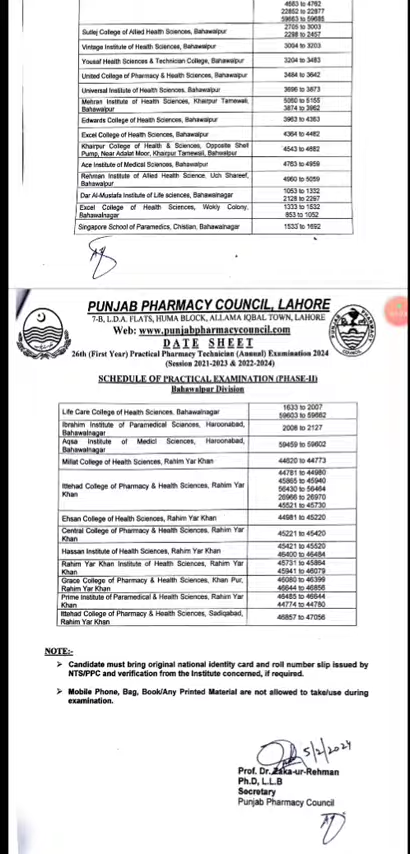 4683 to 4762
22852 to 22877
59663 to 59685
Sutlej College of Allied Health Sciences, Bahawalpur
2705 to 3003
2298 to 2457
Vintage Institute of Health Sciences, Bahawalpur
3004 to 3203
Yousaf Health Sciences & Technician College, Bahawalpur
3204 to 3483
United College of Pharmacy & Health Sciences, Bahawalpur
3484 to 3642
Universal Institute of Health Sciences, Bahawalpur
3696 to 3873
Mehran Institute of Health Sciences, Khairpur Tamewali,
Bahawalpur
5060 to 5155
3874 to 3962
Edwards College of Health Sciences, Bahawalpur
3963 to 4363
Excel College of Health Sciences, Bahawalpur
4364 to 4482
Khairpur College of Health & Sciences, Opposite Shell
Pump, Near Adalat Moor, Khairpur Tamewali, Bahwalpur
4543 to 4682
Ace Institute of Medical Sciences, Bahawalpur
4763 to 4959
Rehman Institute of Allied Health Science, Uch Shareef,
Bahawalpur
4960 to 5059
Dar Al-Mustafa Institute of Life sciences, Bahawalnagar
1053 to 1332
2128 to 2297
Excel College of Health Sciences, Wokly Colony,
Bahawalnagar
1333 to 1532
853 to 1052
Singapore School of Paramedics, Chistian, Bahawalnagar
1533 to 1692
PUNJAB PHARMACY COUNCIL, LAHORE
7-B, L.D.A. FLATS, HUMA BLOCK, ALLAMA IQBAL TOWN, LAHORE
Web: www.punjabpharmacycouncil.com
DATE SHEET
26th (First Year) Practical Pharmacy Technician (Annual) Examination 2024
(Session 2021-2023 & 2022-2024)
SCHEDULE OF PRACTICAL EXAMINATION (PHASE-II)
Bahawalpur Division
Life Care College of Health Sciences, Bahawalnagar
1633 to 2007
59603 to 59662
Ibrahim Institute of Paramedical Sciences, Haroonabad,
Bahawalnagar
2008 to 2127
Aqsa Institute of Medicl Sciences, Haroonabad,
Bahawalnagar
59459 to 59602
Millat College of Health Sciences, Rahim Yar Khan
44620 to 44773
Ittehad College of Pharmacy & Health Sciences, Rahim Yar
Khan
44781 to 44980
45865 to 45940
56430 to 56464
26966 to 26970
45521 to 45730
Ehsan College of Health Sciences, Rahim Yar Khan
44981 to 45220
Central College of Pharmacy & Health Sciences, Rahim Yar
Khan
45221 to 45420
Hassan Institute of Health Sciences, Rahim Yar Khan
45421 to 45520
46400 to 46484
Rahim Yar Khan Institute of Health Sciences, Rahim Yar
Khan
45731 to 45864
45941 to 46079
Grace College of Pharmacy & Health Sciences, Khan Pur,
Rahim Yar Khan
46080 to 46399
46644 to 46856
Prime Institute of Paramedical & Health Sciences, Rahim Yar
Khan
46485 to 46644
44774 to 44780
Ittehad College of Pharmacy & Health Sciences, Sadiqabad,
Rahim Yar Khan
46857 to 47056
NOTE:-
➢ Candidate must bring original national identity card and roll number slip issued by
NTS/PPC and verification from the Institute concerned, if required.
➢ Mobile Phone, Bag, Book/Any Printed Material are not allowed to take/use during
examination.
5/2/2024
Prof. Dr. Zaka-ur-Rehman
Ph.D, L.L.B
Secretary
Punjab Pharmacy Council